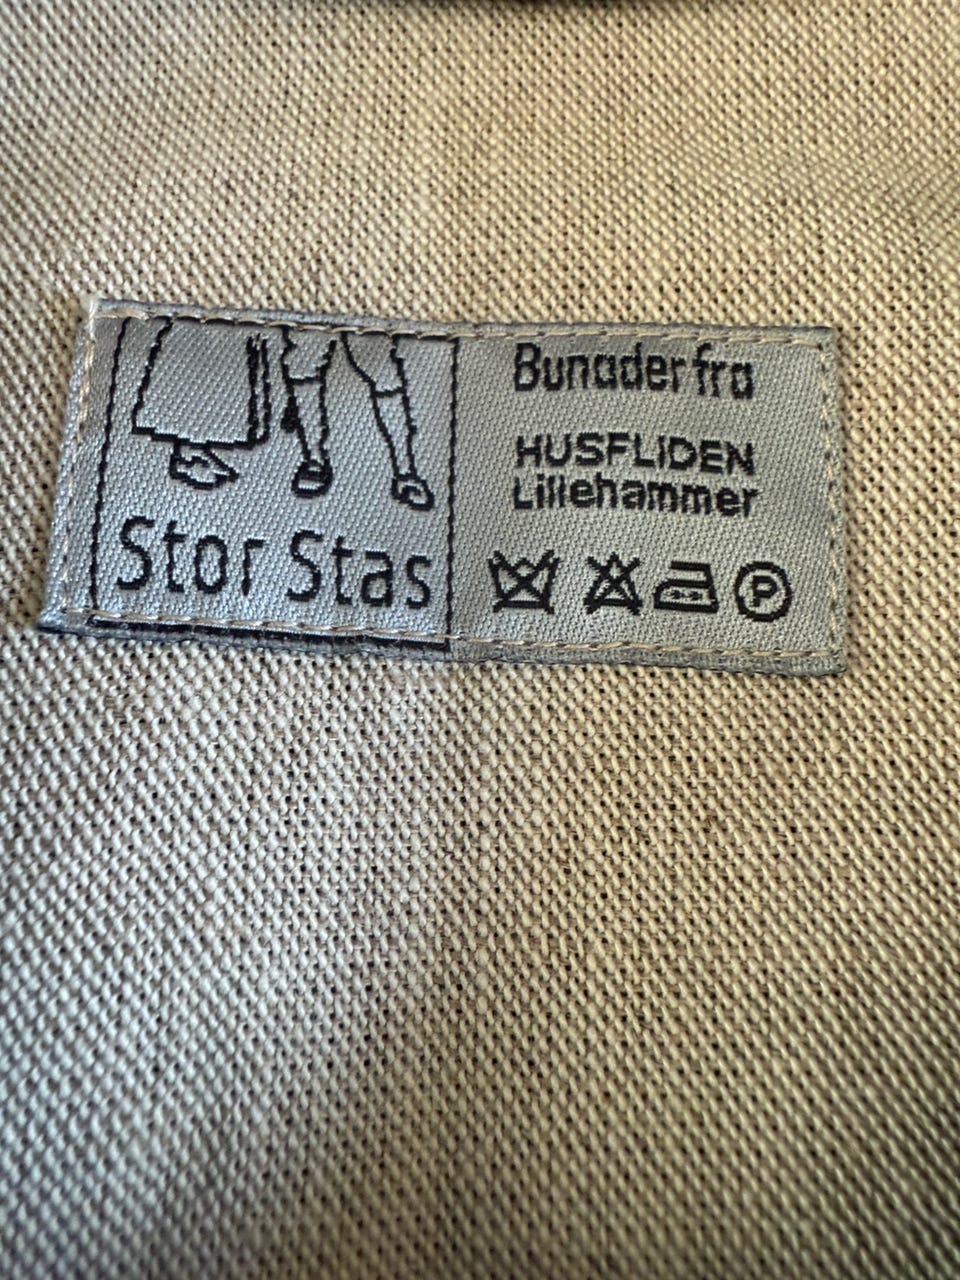 Stor Stas
Bunader fra
HUSFLIDEN
Lillehammer
P